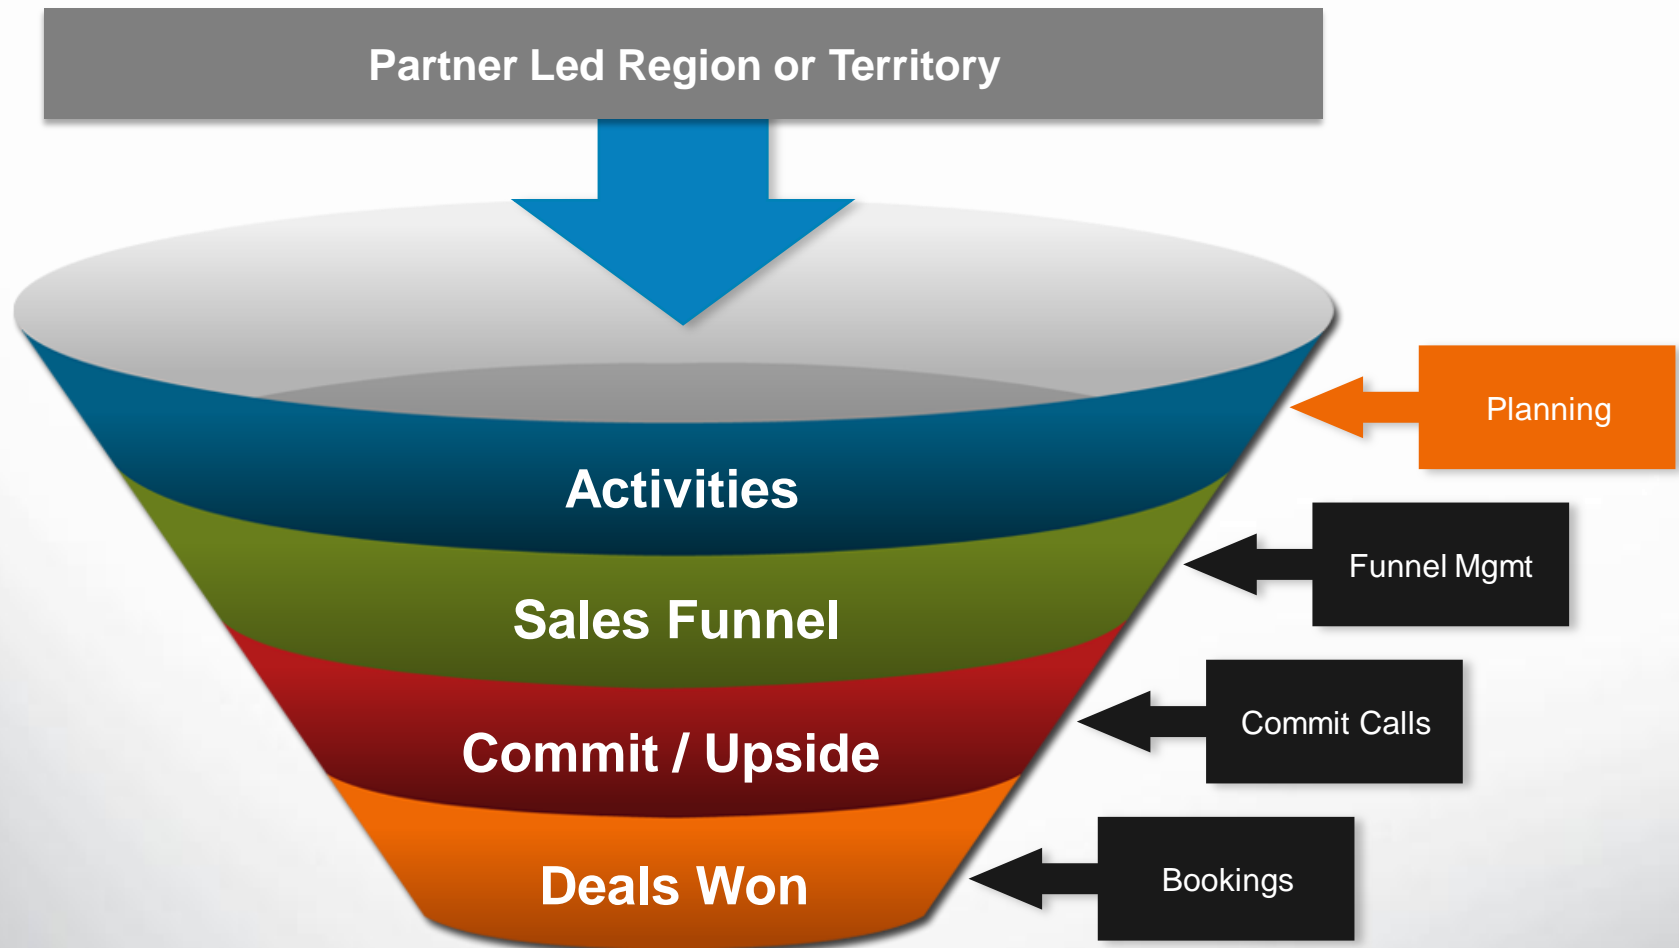 Partner Led Region or Territory
Activities
Planning
Sales Funnel
Funnel Mgmt
Commit / Upside
Commit Calls
Deals Won
Bookings